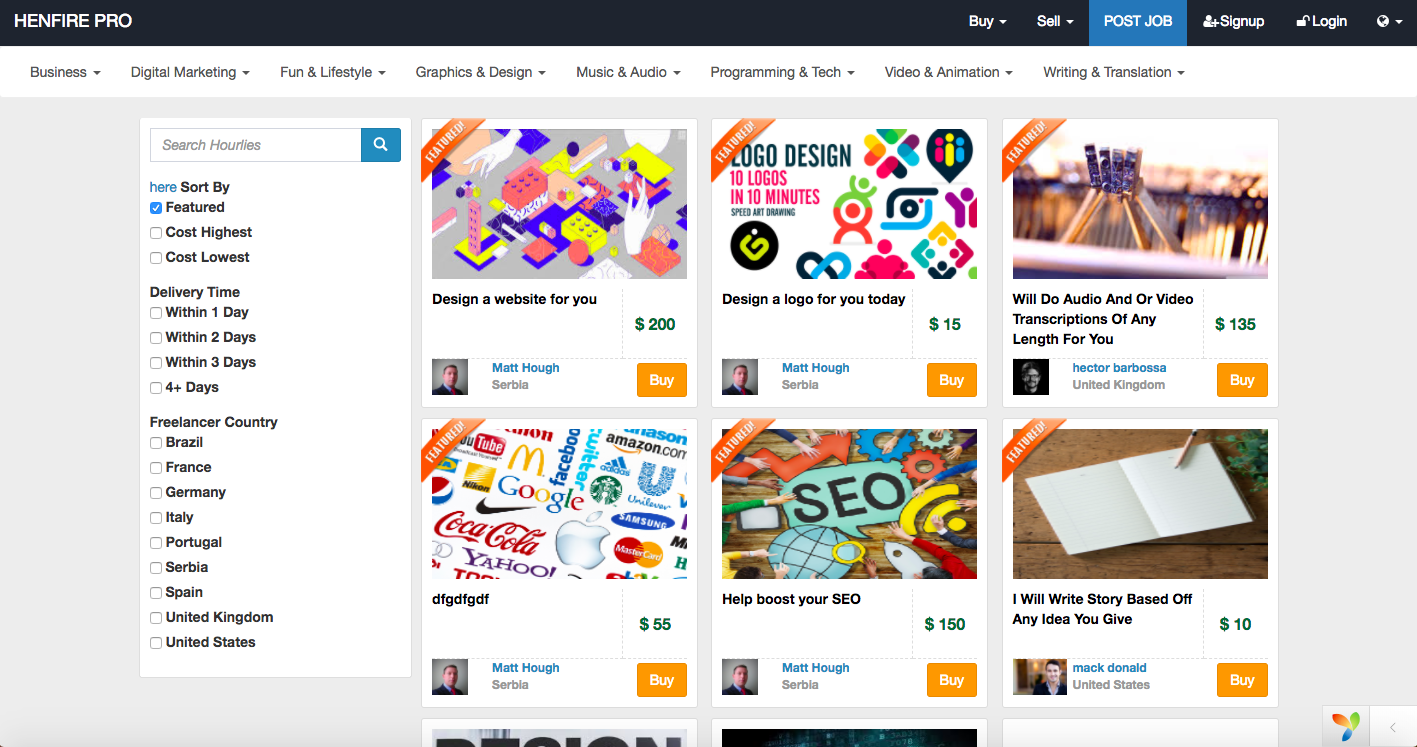 HENFIRE PRO
Buy
Sell
POST JOB
Signup
Login
Business
Digital Marketing
Fun & Lifestyle
Graphics & Design
Music & Audio
Programming & Tech
Video & Animation
Writing & Translation
Search Hourlies
here Sort By
Featured
Cost Highest
Cost Lowest
Delivery Time
Within 1 Day
Within 2 Days
Within 3 Days
4+ Days
Freelancer Country
Brazil
France
Germany
Italy
Portugal
Serbia
Spain
United Kingdom
United States
FEATURED!
Design a website for you
$ 200
Matt Hough
Serbia
Buy
FEATURED!
LOGO DESIGN
10 LOGOS
IN 10 MINUTES
SPEED ART DRAWING
Design a logo for you today
$ 15
Matt Hough
Serbia
Buy
FEATURED!
Will Do Audio And Or Video
Transcriptions Of Any
Length For You
$ 135
hector barbossa
United Kingdom
Buy
FEATURED!
You Tube
Broadcast Yourself
facebook
twitter
amazon.com
adidas
Nikon
Google
Unilever
SAMSUNG
Coca-Cola
MasterCard
YAHOO!
dfgdfgdf
$ 55
Matt Hough
Serbia
Buy
FEATURED!
SEO
Help boost your SEO
$ 150
Matt Hough
Serbia
Buy
FEATURED!
I Will Write Story Based Off
Any Idea You Give
$ 10
mack donald
United States
Buy
DESIGN